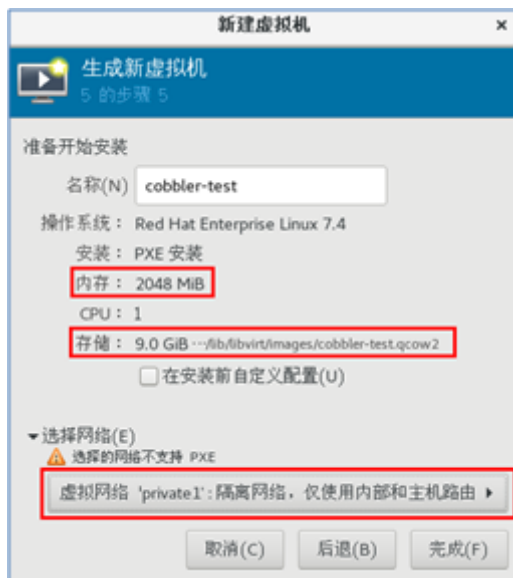 新建虚拟机 ×
生成新虚拟机
5 的步骤 5
准备开始安装
名称(N) cobbler-test
操作系统： Red Hat Enterprise Linux 7.4
安装： PXE 安装
内存： 2048 MiB
CPU： 1
存储： 9.0 GiB ···/lib/libvirt/images/cobbler-test.qcow2
在安装前自定义配置(U)
选择网络(E)
选择的网络不支持 PXE
虚拟网络 'private1'：隔离网络，仅使用内部和主机路由
取消(C) 后退(B) 完成(F)